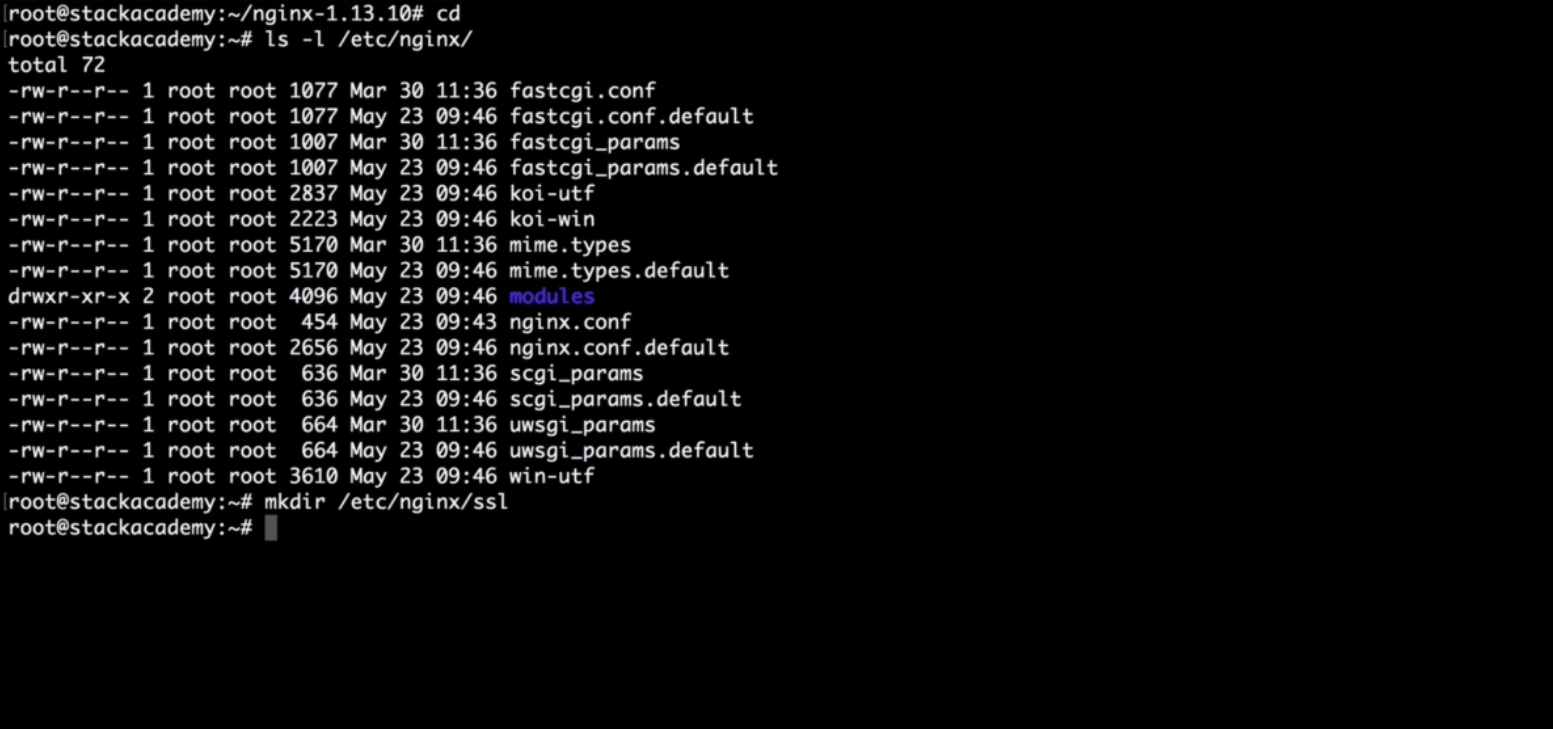 [root@stackacademy:~/nginx-1.13.10# cd
[root@stackacademy:~# ls -l /etc/nginx/
total 72
-rw-r--r-- 1 root root 1077 Mar 30 11:36 fastcgi.conf
-rw-r--r-- 1 root root 1077 May 23 09:46 fastcgi.conf.default
-rw-r--r-- 1 root root 1007 Mar 30 11:36 fastcgi_params
-rw-r--r-- 1 root root 1007 May 23 09:46 fastcgi_params.default
-rw-r--r-- 1 root root 2837 May 23 09:46 koi-utf
-rw-r--r-- 1 root root 2223 May 23 09:46 koi-win
-rw-r--r-- 1 root root 5170 Mar 30 11:36 mime.types
-rw-r--r-- 1 root root 5170 May 23 09:46 mime.types.default
drwxr-xr-x 2 root root 4096 May 23 09:46 modules
-rw-r--r-- 1 root root  454 May 23 09:43 nginx.conf
-rw-r--r-- 1 root root 2656 May 23 09:46 nginx.conf.default
-rw-r--r-- 1 root root  636 Mar 30 11:36 scgi_params
-rw-r--r-- 1 root root  636 May 23 09:46 scgi_params.default
-rw-r--r-- 1 root root  664 Mar 30 11:36 uwsgi_params
-rw-r--r-- 1 root root  664 May 23 09:46 uwsgi_params.default
-rw-r--r-- 1 root root 3610 May 23 09:46 win-utf
[root@stackacademy:~# mkdir /etc/nginx/ssl
root@stackacademy:~#